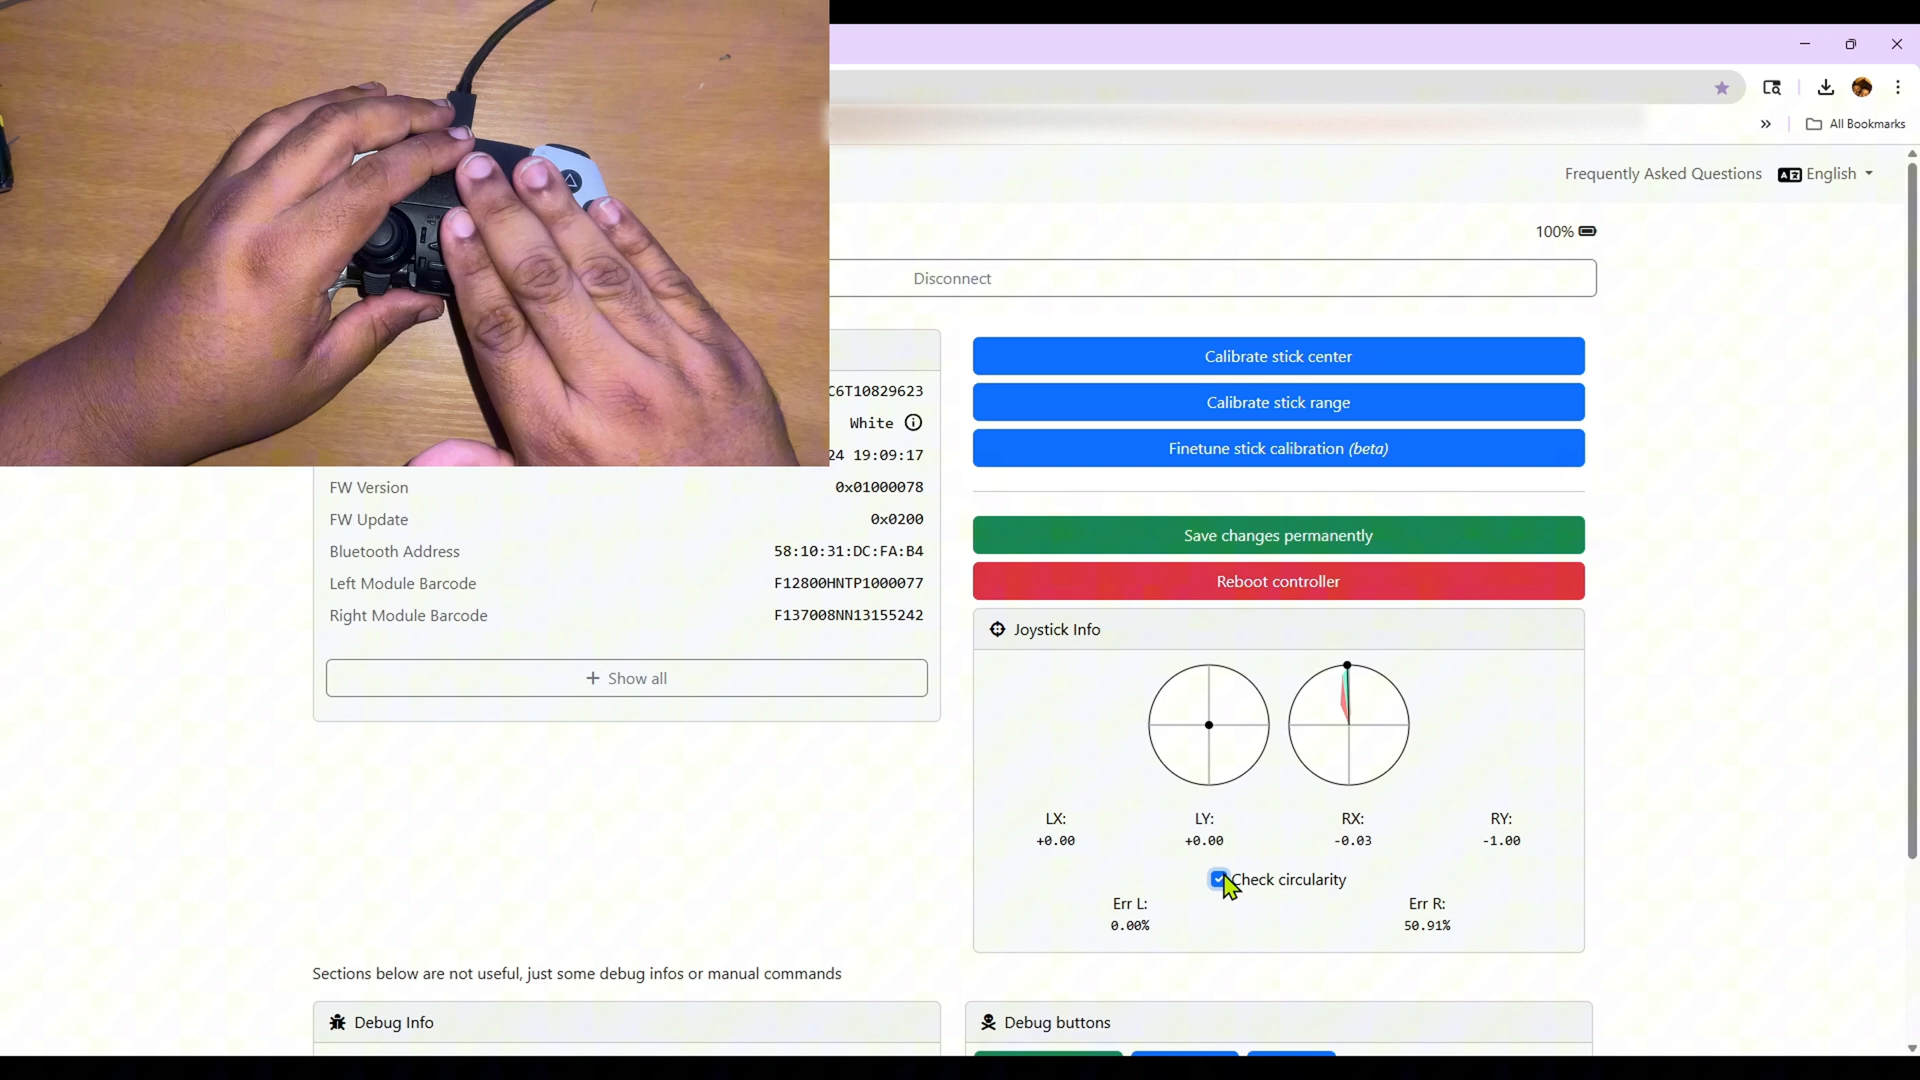 All Bookmarks
Frequently Asked Questions
English
100%
Disconnect
C6T10829623
White
24 19:09:17
FW Version 0x01000078
FW Update 0x0200
Bluetooth Address 58:10:31:DC:FA:B4
Left Module Barcode F12800HNTP1000077
Right Module Barcode F137008NN13155242
+ Show all
Calibrate stick center
Calibrate stick range
Finetune stick calibration (beta)
Save changes permanently
Reboot controller
Joystick Info
LX: LY: RX: RY:
+0.00 +0.00 -0.03 -1.00
Check circularity
Err L: Err R:
0.00% 50.91%
Sections below are not useful, just some debug infos or manual commands
Debug Info
Debug buttons